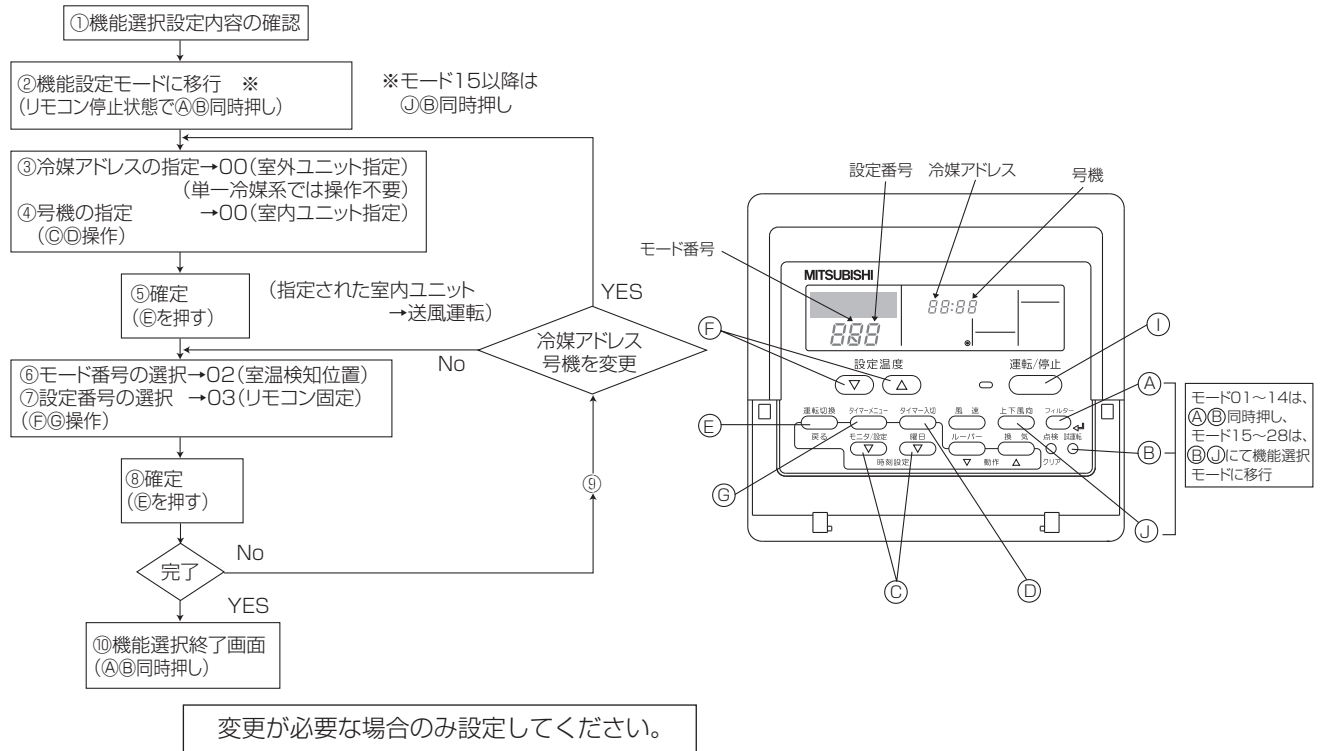 ①機能選択設定内容の確認
②機能設定モードに移行　※
(リモコン停止状態でⒶⒷ同時押し)
※モード15以降は
ⒿⒷ同時押し
③冷媒アドレスの指定→00(室外ユニット指定)
(単一冷媒系では操作不要)
④号機の指定　→00(室内ユニット指定)
(ⒸⒹ操作)
⑤確定
(Ⓔを押す)
(指定された室内ユニット
→送風運転)
YES
冷媒アドレス
号機を変更
No
⑥モード番号の選択→02(室温検知位置)
⑦設定番号の選択　→03(リモコン固定)
(ⒻⒼ操作)
⑧確定
(Ⓔを押す)
⑨
完了
No
YES
⑩機能選択終了画面
(ⒶⒷ同時押し)
変更が必要な場合のみ設定してください。
設定番号　冷媒アドレス　号機
モード番号
MITSUBISHI
88:88
888
設定温度　運転/停止
▽　△
運転切換　タイマーメニュー　タイマー入切　風 速　上下風向　フィルター
戻る　モニタ/設定　曜日　ルーパー　換 気　点検　試運転
▽　▽
時刻設定　▽　動作　△　クリア
Ⓕ
Ⓔ
Ⓖ
Ⓒ
Ⓓ
Ⓘ
Ⓐ
Ⓑ
Ⓙ
モード01～14は、
ⒶⒷ同時押し、
モード15～28は、
ⒷⒿにて機能選択
モードに移行